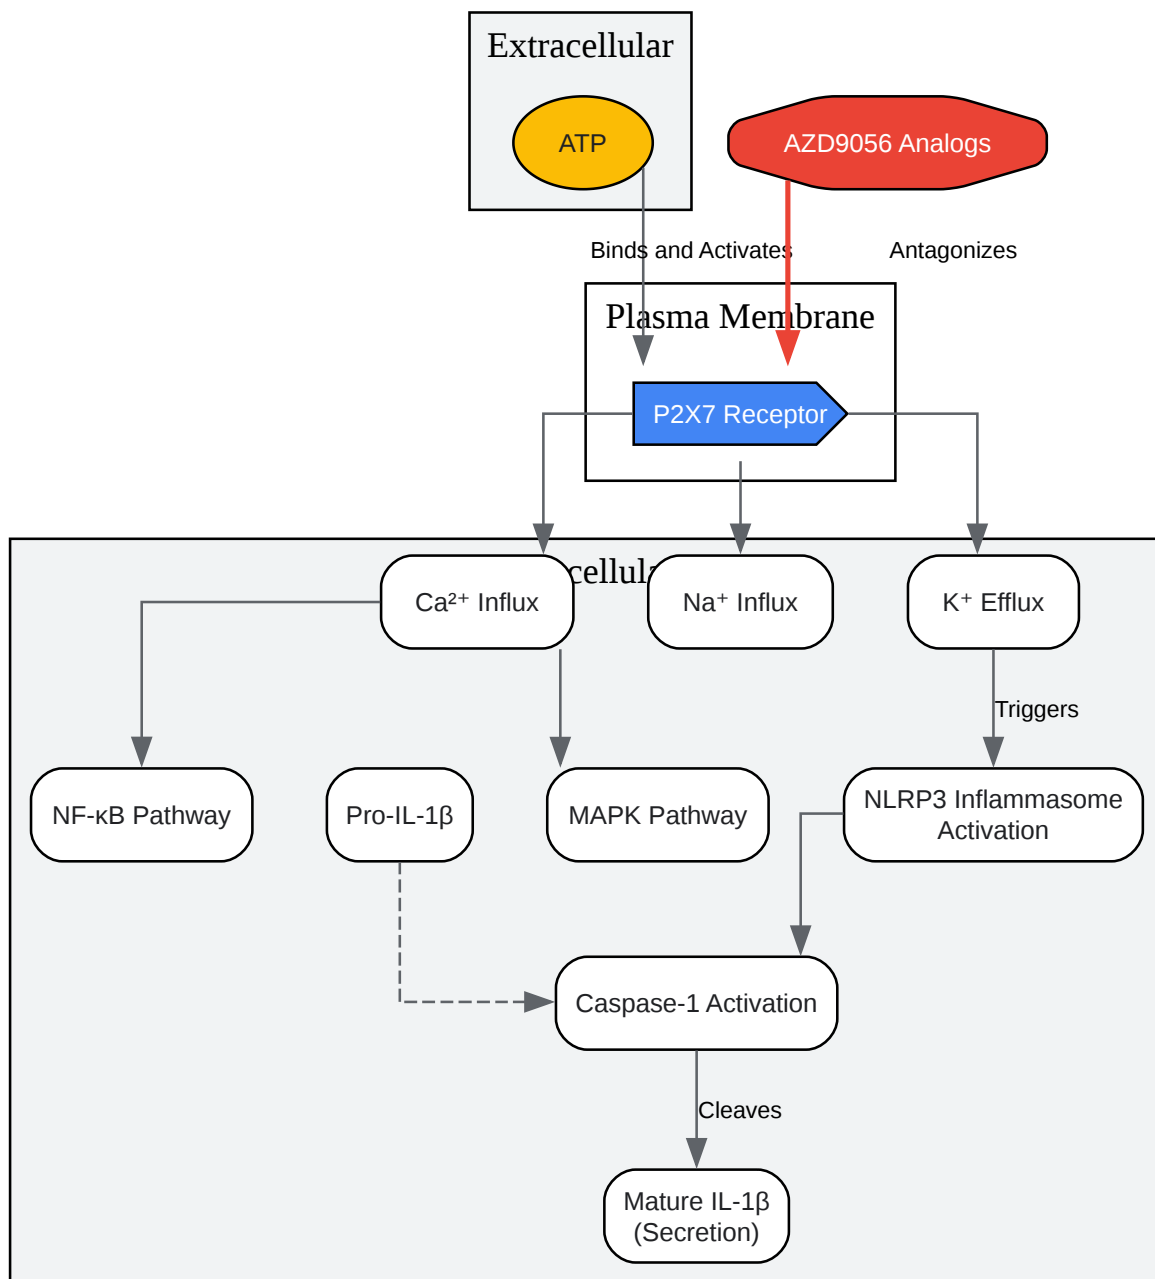 Extracellular
ATP
AZD9056 Analogs
Binds and Activates
Antagonizes
Plasma Membrane
P2X7 Receptor
Ca²⁺ Influx
Na⁺ Influx
K⁺ Efflux
Triggers
NF-κB Pathway
Pro-IL-1β
MAPK Pathway
NLRP3 Inflammasome
Activation
Caspase-1 Activation
Cleaves
Mature IL-1β
(Secretion)